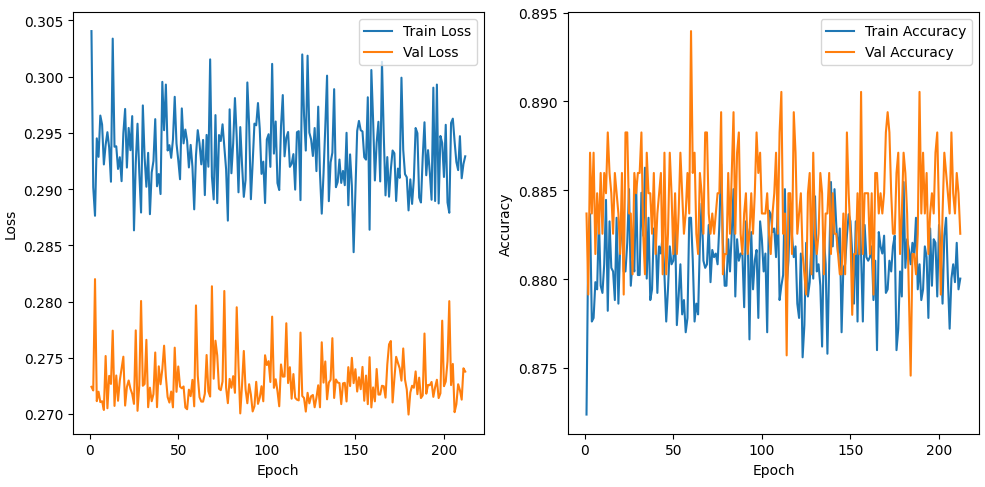 0.305
0.300
0.295
0.290
0.285
0.280
0.275
0.270
Loss
0
50
100
150
200
Epoch
Train Loss
Val Loss
0.895
0.890
0.885
0.880
0.875
Accuracy
0
50
100
150
200
Epoch
Train Accuracy
Val Accuracy